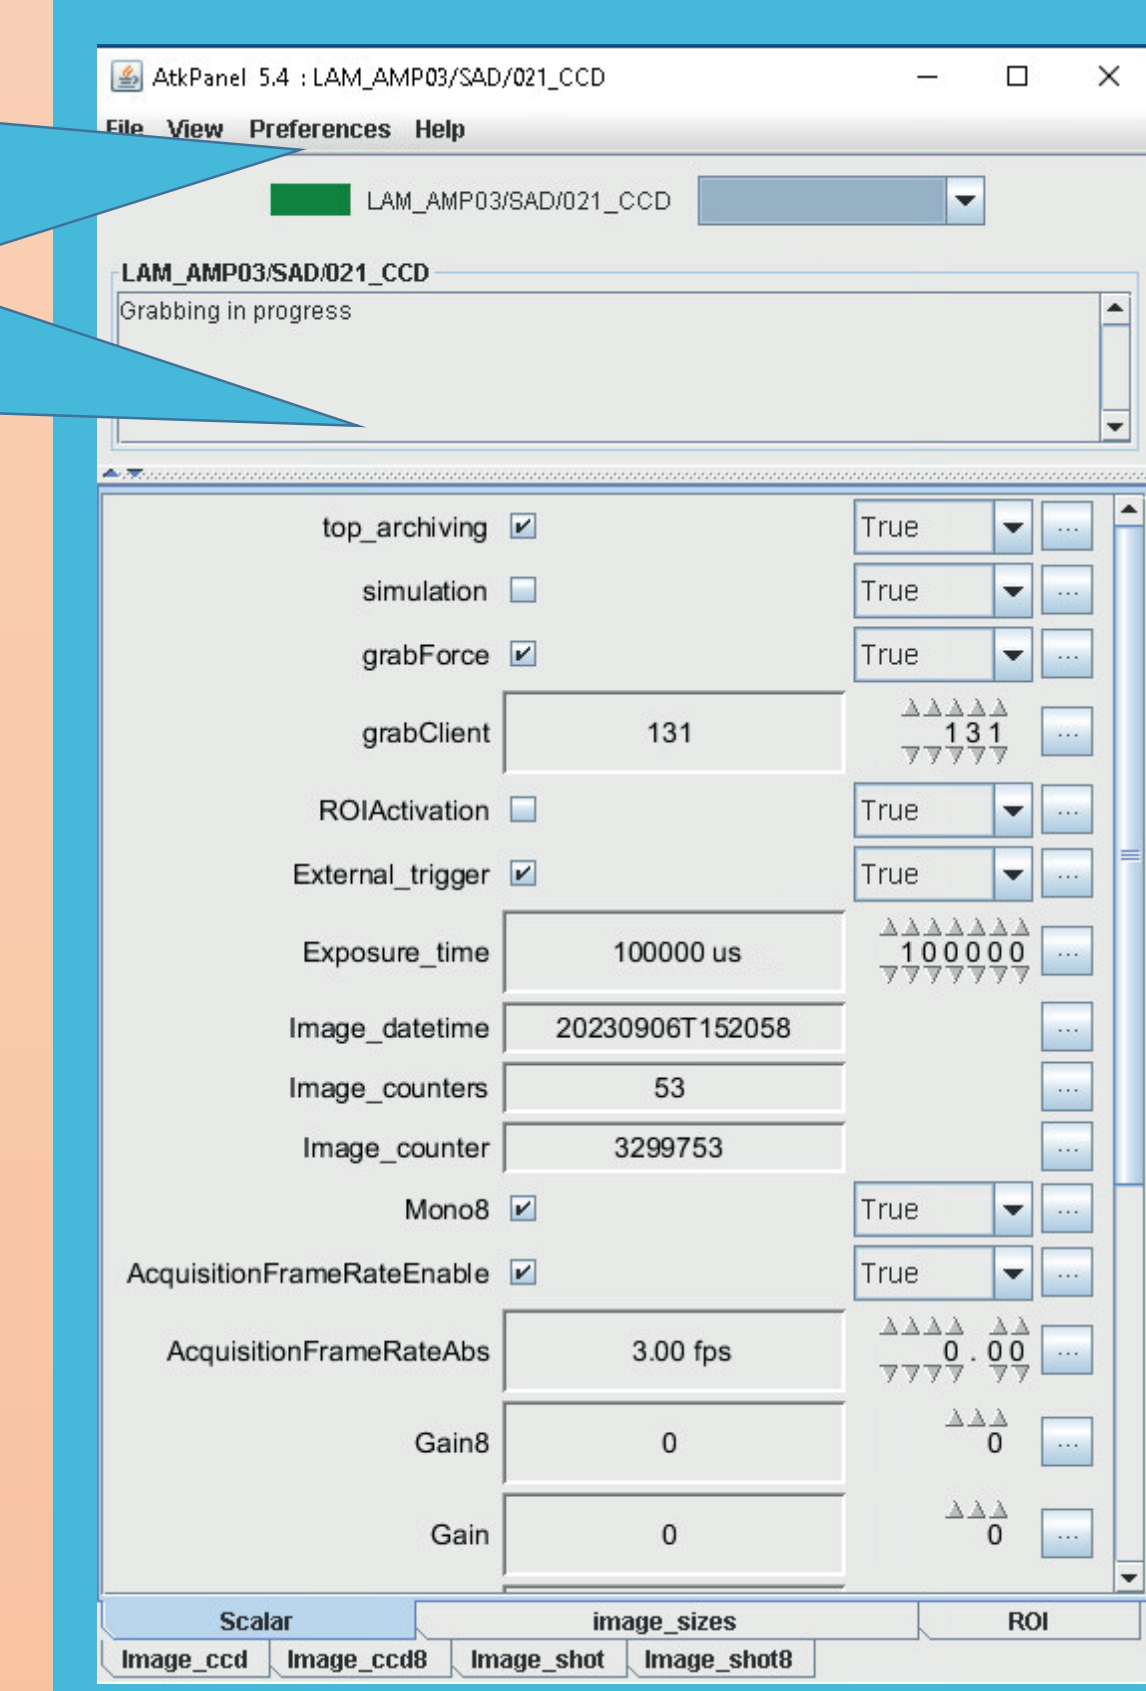 AtkPanel 5.4 : LAM_AMP03/SAD/021_CCD
File View Preferences Help
LAM_AMP03/SAD/021_CCD
LAM_AMP03/SAD/021_CCD
Grabbing in progress
top_archiving True ...
simulation True ...
grabForce True ...
grabClient 131 131 ...
ROIActivation True ...
External_trigger True ...
Exposure_time 100000 us 100000 ...
Image_datetime 20230906T152058 ...
Image_counters 53 ...
Image_counter 3299753 ...
Mono8 True ...
AcquisitionFrameRateEnable True ...
AcquisitionFrameRateAbs 3.00 fps 0.00 ...
Gain8 0 0 ...
Gain 0 0 ...
Scalar image_sizes ROI
Image_ccd Image_ccd8 Image_shot Image_shot8